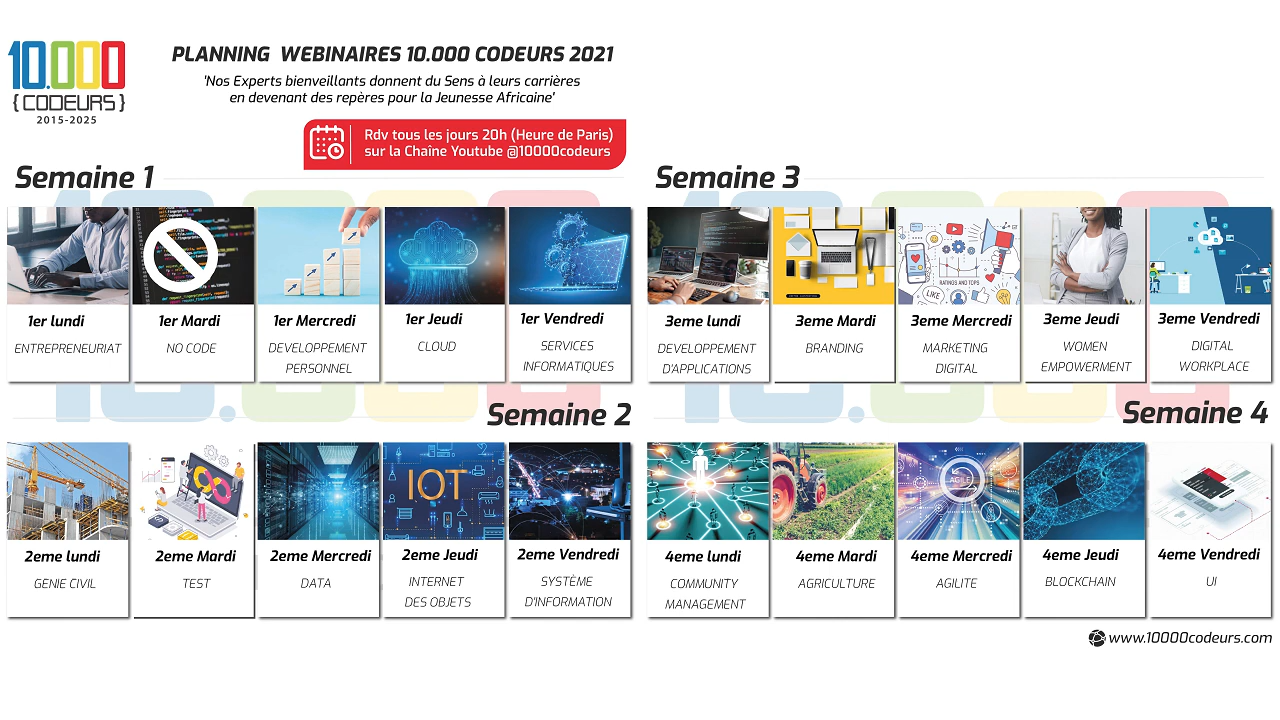 10.000
{CODEURS}
2015-2025
PLANNING WEBINAIRES 10.000 CODEURS 2021
'Nos Experts bienveillants donnent du Sens à leurs carrières
en devenant des repères pour la Jeunesse Africaine'
Rdv tous les jours 20h (Heure de Paris)
sur la Chaîne Youtube @10000codeurs
Semaine 1
1er lundi
ENTREPRENEURIAT
1er Mardi
NO CODE
1er Mercredi
DEVELOPPEMENT
PERSONNEL
1er Jeudi
CLOUD
1er Vendredi
SERVICES
INFORMATIQUES
Semaine 2
2eme lundi
GENIE CIVIL
2eme Mardi
TEST
2eme Mercredi
DATA
IOT
2eme Jeudi
INTERNET
DES OBJETS
2eme Vendredi
SYSTÈME
D'INFORMATION
Semaine 3
3eme lundi
DEVELOPPEMENT
D'APPLICATIONS
3eme Mardi
BRANDING
LIKE
RATINGS AND TOPS
3eme Mercredi
MARKETING
DIGITAL
3eme Jeudi
WOMEN
EMPOWERMENT
3eme Vendredi
DIGITAL
WORKPLACE
Semaine 4
4eme lundi
COMMUNITY
MANAGEMENT
4eme Mardi
AGRICULTURE
AGILE
4eme Mercredi
AGILITE
4eme Jeudi
BLOCKCHAIN
4eme Vendredi
UI
www.10000codeurs.com